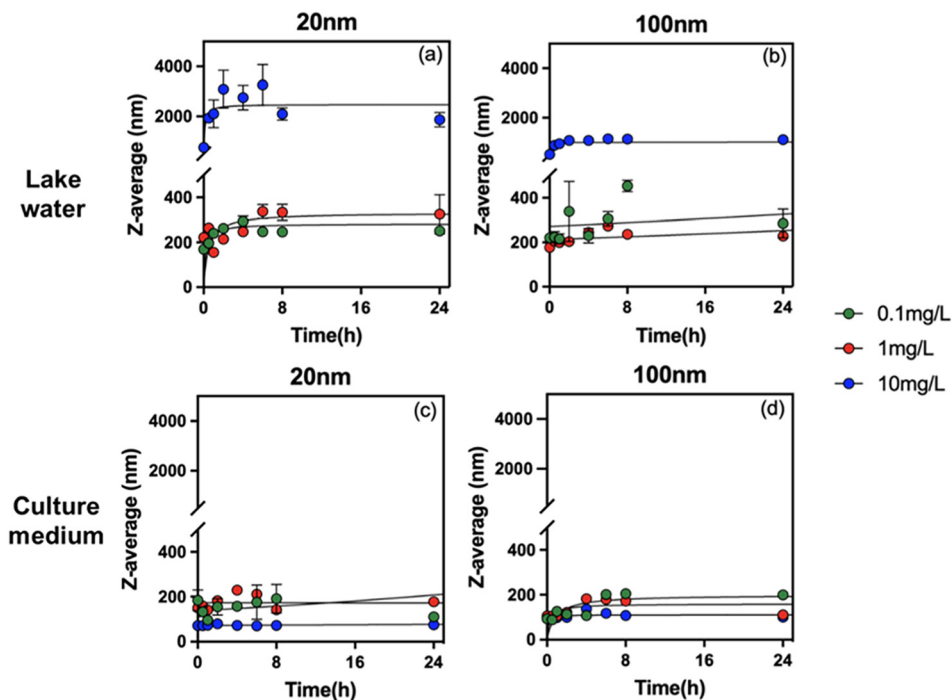 20nm
100nm
(a)
(b)
Lake
water
Z-average (nm)
4000
2000
400
200
0
0
8
16
24
Time(h)
Z-average (nm)
4000
2000
400
200
0
0
8
16
24
Time(h)
0.1mg/L
1mg/L
10mg/L
20nm
100nm
(c)
(d)
Culture
medium
Z-average (nm)
4000
2000
400
200
0
0
8
16
24
Time(h)
Z-average (nm)
4000
2000
400
200
0
0
8
16
24
Time(h)